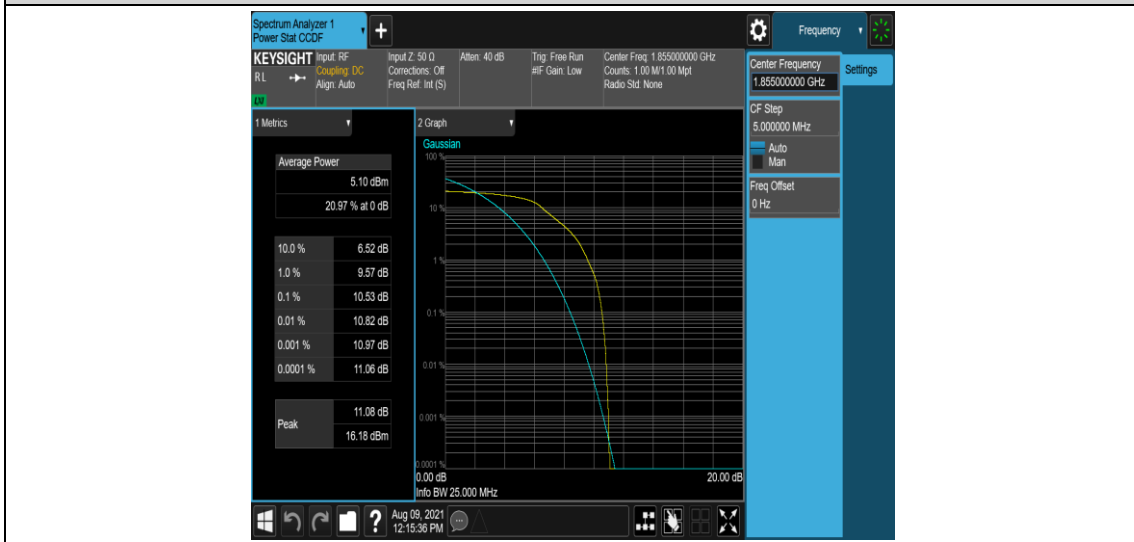 Spectrum Analyzer 1
Power Stat CCDF
+
Frequency
KEYSIGHT
RL
LXI
Input: RF
Coupling: DC
Align: Auto
Input Z: 50 Ω
Corrections: Off
Freq Ref: Int (S)
Atten: 40 dB
Trig: Free Run
#IF Gain: Low
Center Freq: 1.855000000 GHz
Counts: 1.00 M/1.00 Mpt
Radio Std: None
Center Frequency
1.855000000 GHz
Settings
CF Step
5.000000 MHz
Auto
Man
Freq Offset
0 Hz
1 Metrics
Average Power
5.10 dBm
20.97 % at 0 dB
10.0 % 6.52 dB
1.0 % 9.57 dB
0.1 % 10.53 dB
0.01 % 10.82 dB
0.001 % 10.97 dB
0.0001 % 11.06 dB
Peak
11.08 dB
16.18 dBm
2 Graph
Gaussian
100 %
10 %
1 %
0.1 %
0.01 %
0.001 %
0.0001 %
0.00 dB 20.00 dB
Info BW 25.000 MHz
?
Aug 09, 2021
12:15:36 PM